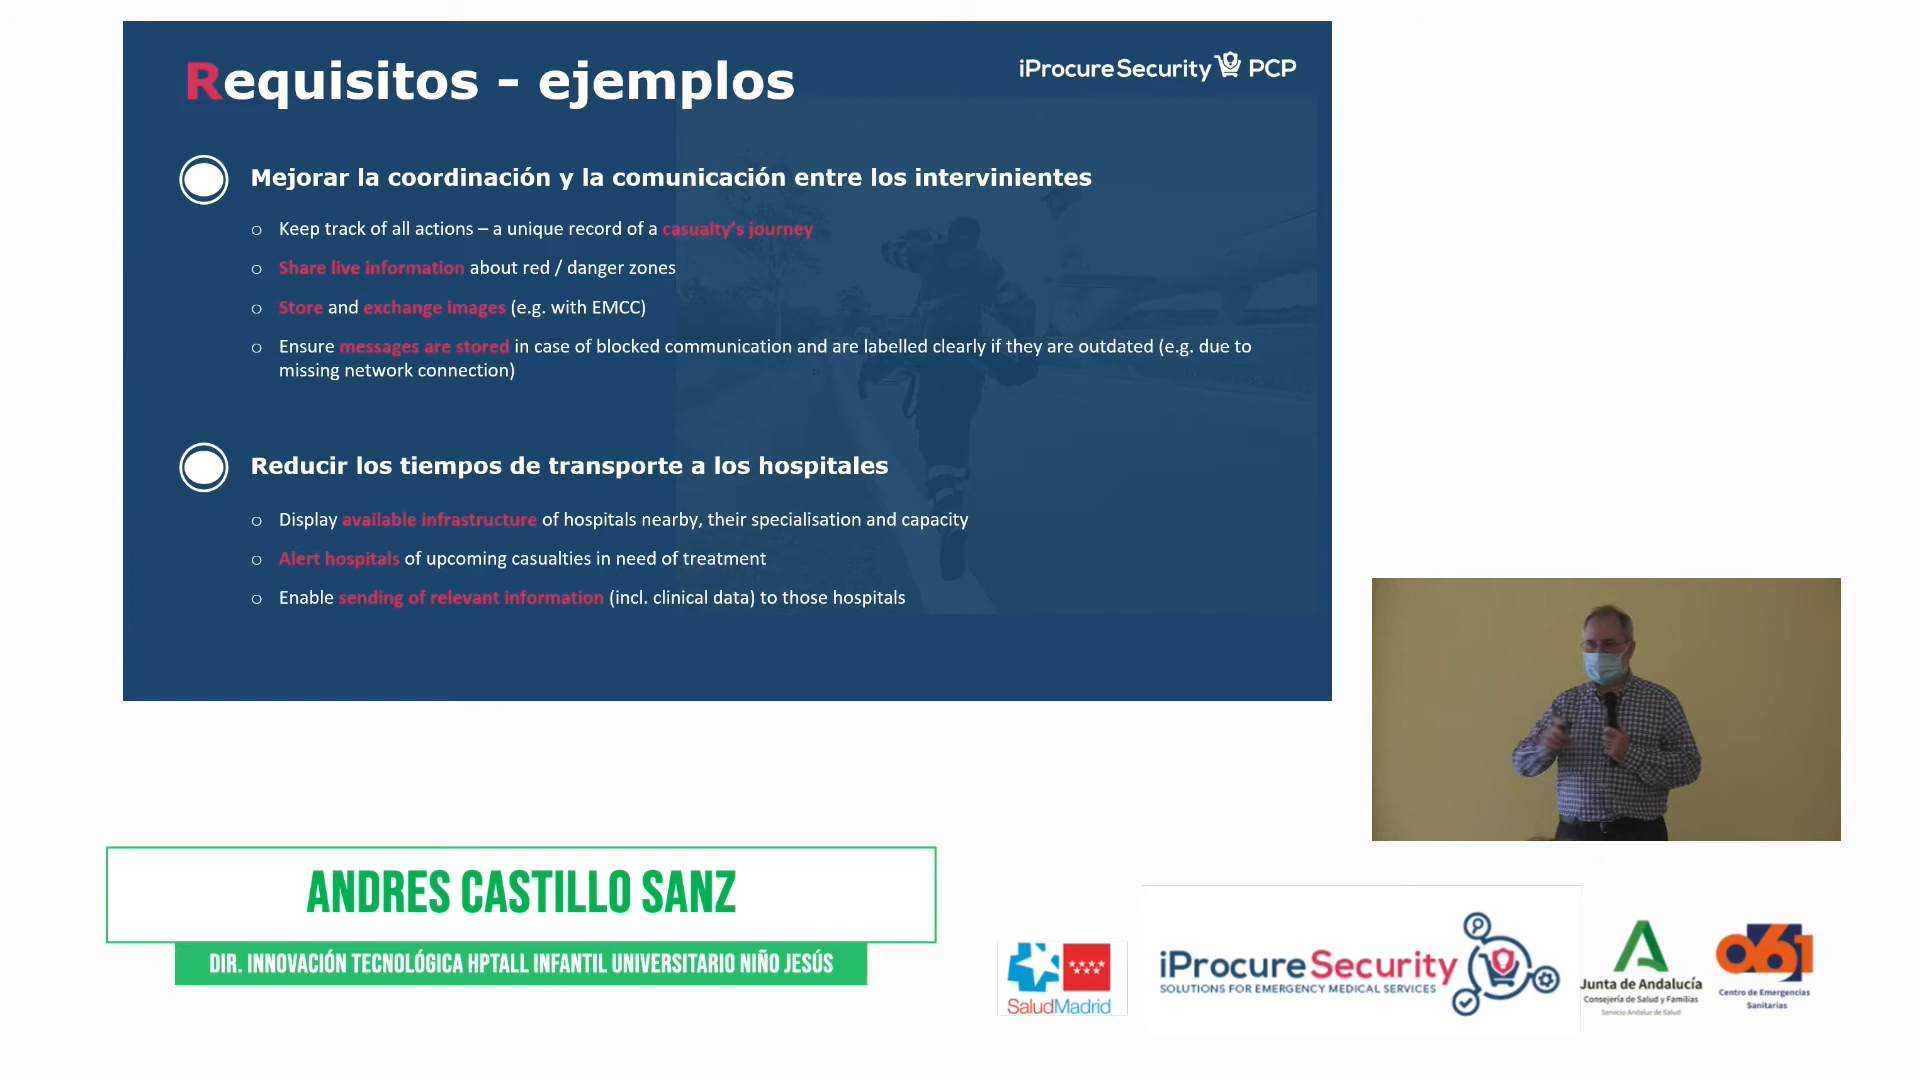 Requisitos - ejemplos
iProcureSecurity PCP
Mejorar la coordinación y la comunicación entre los intervinientes
Keep track of all actions – a unique record of a casualty's journey
Share live information about red / danger zones
Store and exchange images (e.g. with EMCC)
Ensure messages are stored in case of blocked communication and are labelled clearly if they are outdated (e.g. due to
missing network connection)
Reducir los tiempos de transporte a los hospitales
Display available infrastructure of hospitals nearby, their specialisation and capacity
Alert hospitals of upcoming casualties in need of treatment
Enable sending of relevant information (incl. clinical data) to those hospitals
ANDRES CASTILLO SANZ
DIR. INNOVACIÓN TECNOLÓGICA HPTALL INFANTIL UNIVERSITARIO NIÑO JESÚS
SaludMadrid
iProcureSecurity
SOLUTIONS FOR EMERGENCY MEDICAL SERVICES
Junta de Andalucía
Consejería de Salud y Familias
Servicio Andaluz de Salud
061
Centro de Emergencias
Sanitarias